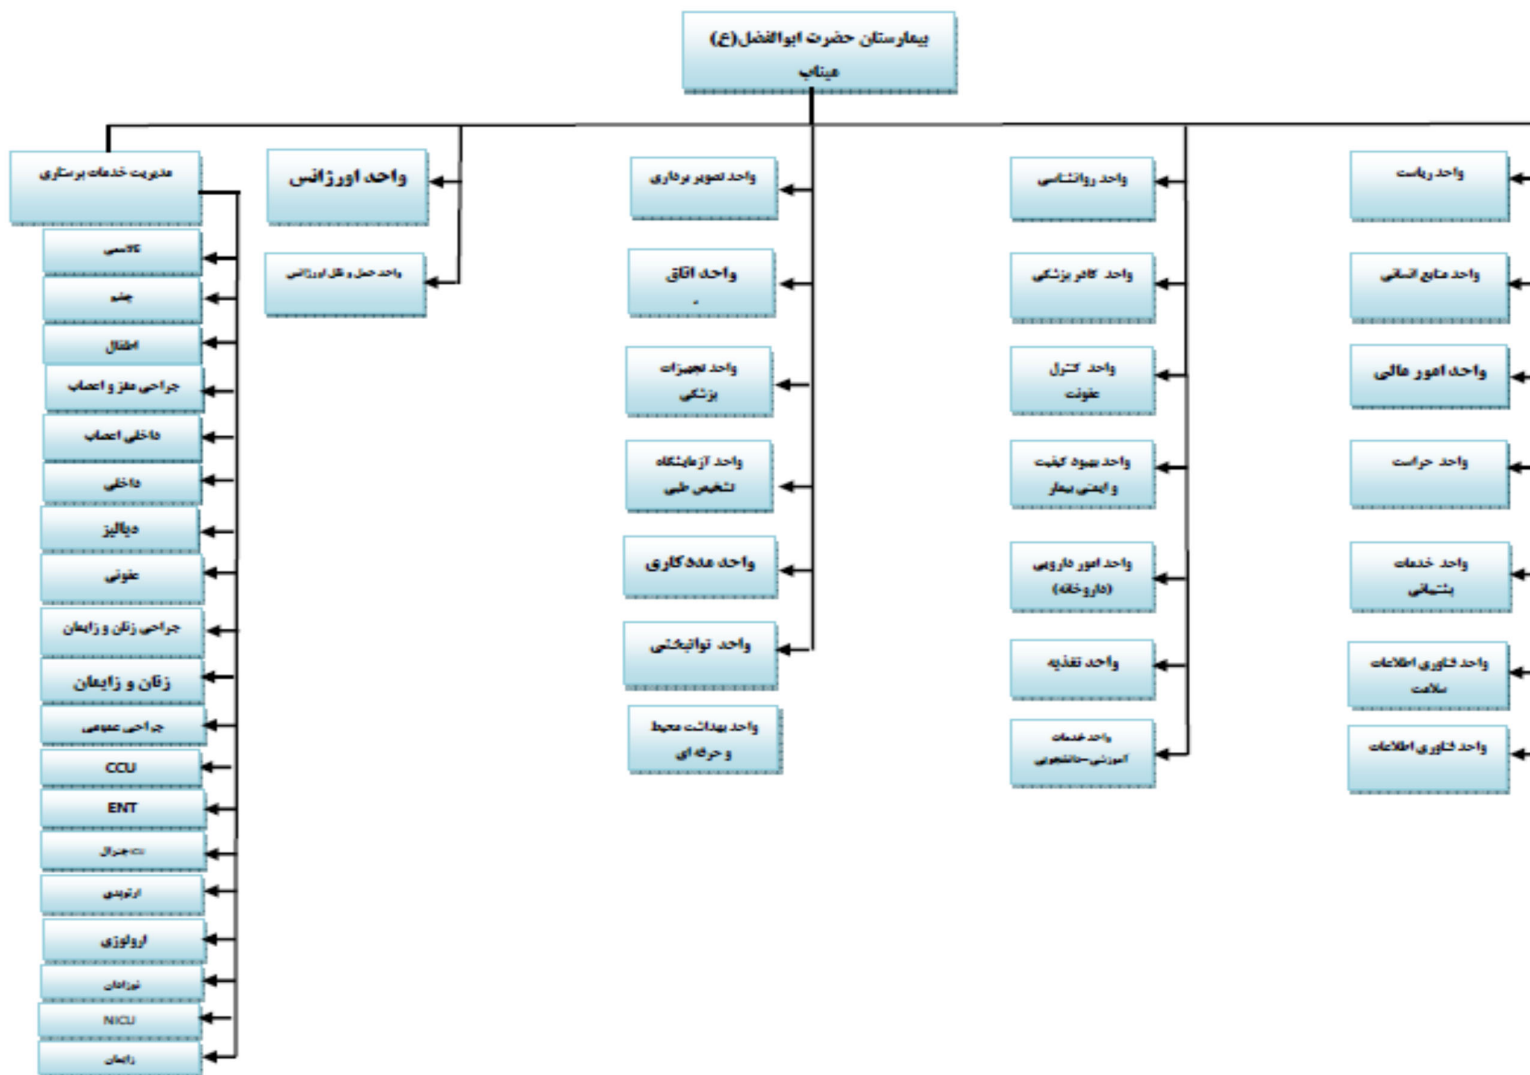 بیمارستان حضرت ابوالفضل(ع)
میناب
واحد ریاست
واحد منابع انسانی
واحد امور مالی
واحد حراست
واحد خدمات
پشتیبانی
واحد فناوری اطلاعات
سلامت
واحد فناوری اطلاعات
واحد روانشناسی
واحد کادر پزشکی
واحد کنترل
عفونت
واحد بهبود کیفیت
و ایمنی بیمار
واحد امور دارویی
(داروخانه)
واحد تغذیه
واحد خدمات
آموزشی-دانشجویی
واحد تصویر برداری
واحد اتاق
واحد تجهیزات
پزشکی
واحد آزمایشگاه
تشخیص طبی
واحد مددکاری
واحد توانبخشی
واحد بهداشت محیط
و حرفه ای
واحد اورژانس
واحد حمل و نقل اورژانس
مدیریت خدمات پرستاری
تالاسمی
چشم
اطفال
جراحی مغز و اعصاب
داخلی اعصاب
داخلی
دیالیز
عفونی
جراحی زنان و زایمان
زنان و زایمان
جراحی عمومی
CCU
ENT
جنرال
ارتوپدی
ارولوژی
نوزادان
NICU
زایمان